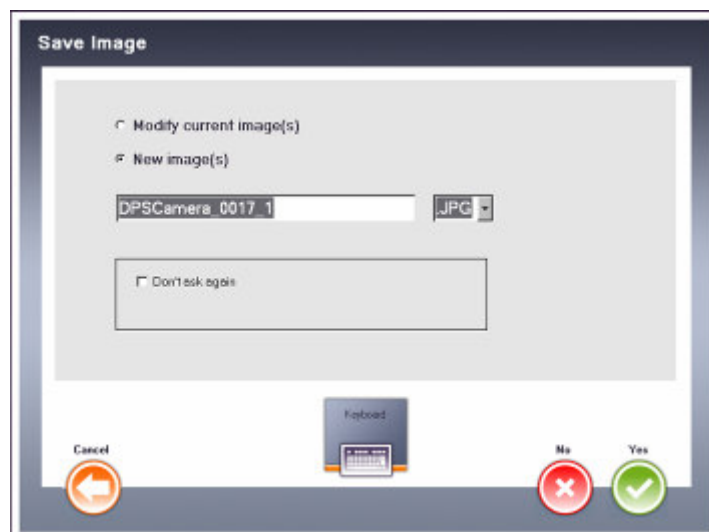 Save Image
Modify current image(s)
New image(s)
DPSCamera_0017_1 .JPG
Don't ask again
Keyboard
Cancel No Yes